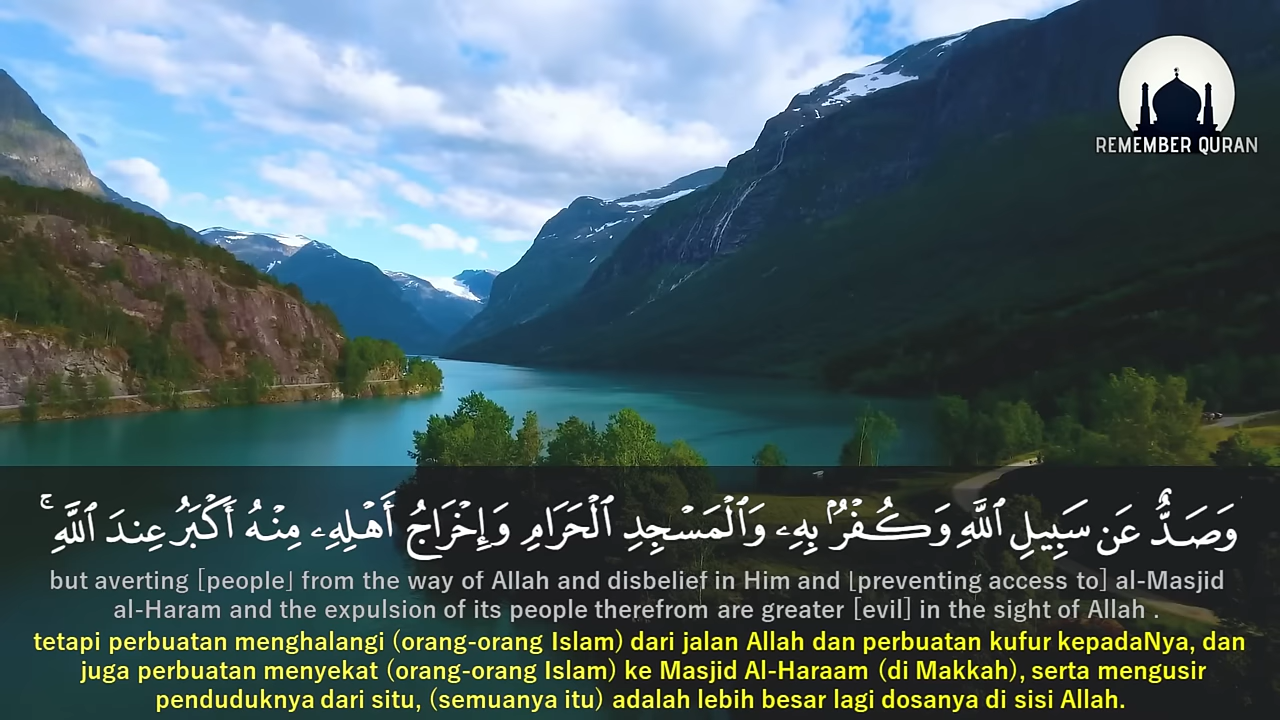 REMEMBER QURAN
وَصَدٌّ عَن سَبِيلِ ٱللَّهِ وَكُفْرٌۢ بِهِۦ وَٱلْمَسْجِدِ ٱلْحَرَامِ وَإِخْرَاجُ أَهْلِهِۦ مِنْهُ أَكْبَرُ عِندَ ٱللَّهِ ۚ
but averting [people] from the way of Allah and disbelief in Him and [preventing access to] al-Masjid
al-Haram and the expulsion of its people therefrom are greater [evil] in the sight of Allah .
tetapi perbuatan menghalangi (orang-orang Islam) dari jalan Allah dan perbuatan kufur kepadaNya, dan
juga perbuatan menyekat (orang-orang Islam) ke Masjid Al-Haraam (di Makkah), serta mengusir
penduduknya dari situ, (semuanya itu) adalah lebih besar lagi dosanya di sisi Allah.